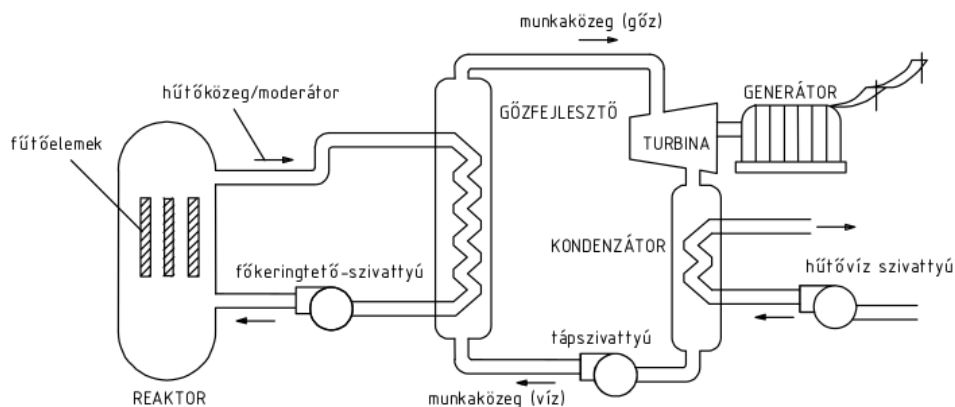 munkaközeg (gőz)
hűtőközeg/moderátor
GENERÁTOR
GŐZFEJLESZTŐ
fűtőelemek
TURBINA
KONDENZÁTOR
főkeringtető-szivattyú
hűtővíz szivattyú
tápszivattyú
REAKTOR
munkaközeg (víz)